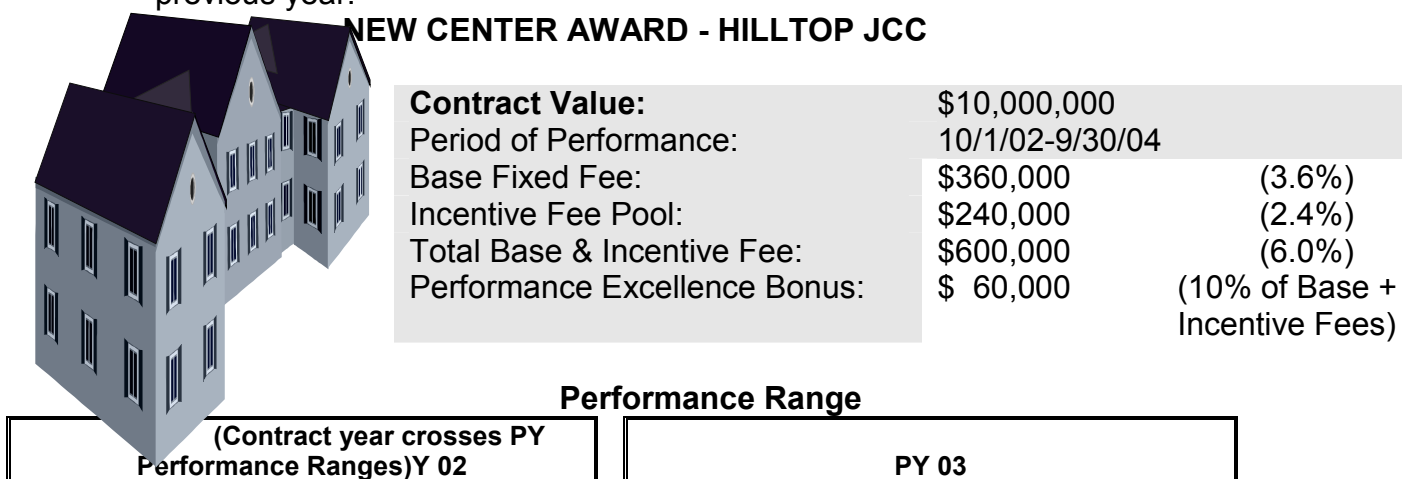 previous year.
NEW CENTER AWARD - HILLTOP JCC
Contract Value: $10,000,000
Period of Performance: 10/1/02-9/30/04
Base Fixed Fee: $360,000 (3.6%)
Incentive Fee Pool: $240,000 (2.4%)
Total Base & Incentive Fee: $600,000 (6.0%)
Performance Excellence Bonus: $ 60,000 (10% of Base +
Incentive Fees)
Performance Range
(Contract year crosses PY
Performance Ranges)Y 02 PY 03